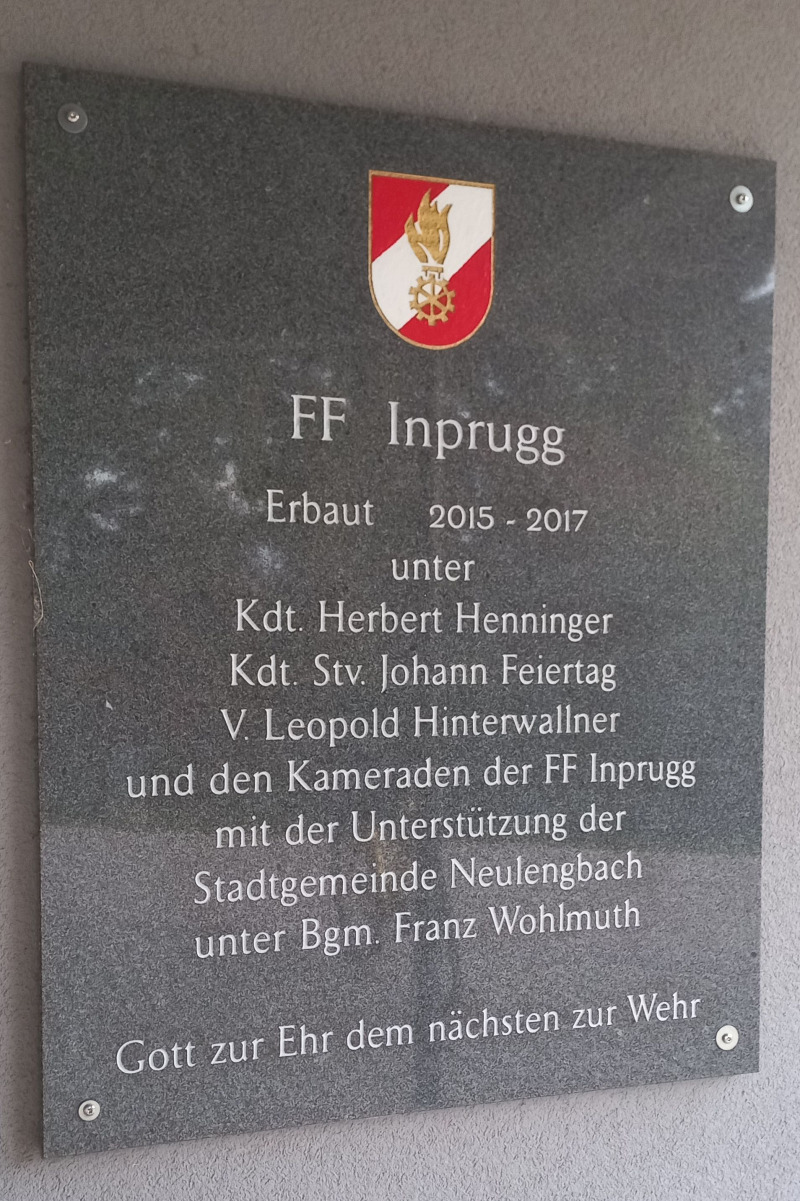 FF Inprugg
Erbaut 2015 - 2017
unter
Kdt. Herbert Henninger
Kdt. Stv. Johann Feiertag
V. Leopold Hinterwallner
und den Kameraden der FF Inprugg
mit der Unterstützung der
Stadtgemeinde Neulengbach
unter Bgm. Franz Wohlmuth
Gott zur Ehr dem nächsten zur Wehr